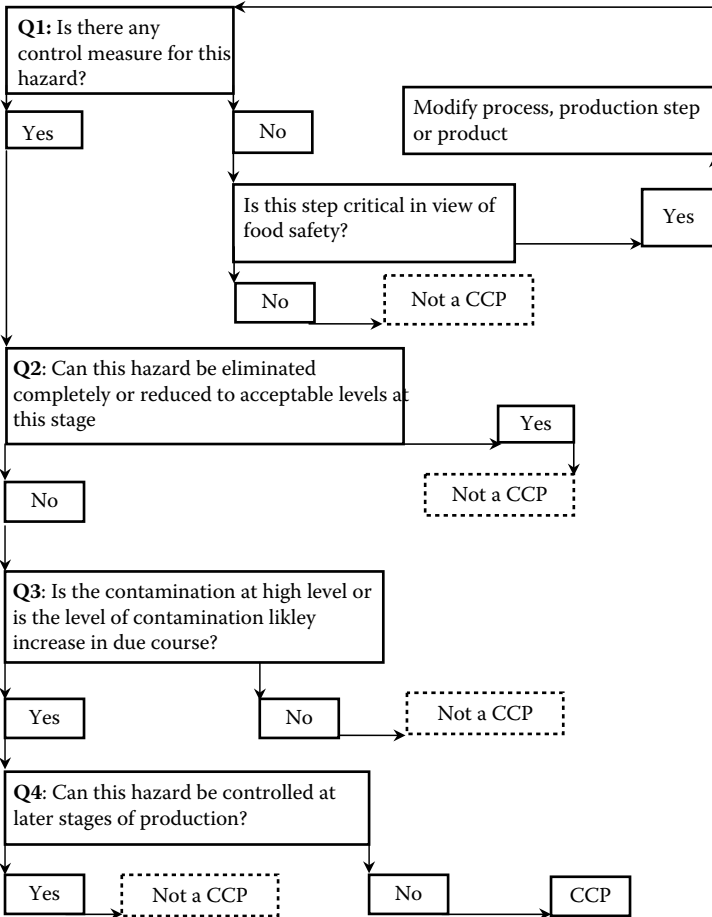 Q1: Is there any
control measure for this
hazard?
Modify process, production step
or product
Yes
No
Is this step critical in view of
food safety?
Yes
No
Not a CCP
Q2: Can this hazard be eliminated
completely or reduced to acceptable levels at
this stage
Yes
Not a CCP
No
Q3: Is the contamination at high level or
is the level of contamination likley
increase in due course?
Yes
No
Not a CCP
Q4: Can this hazard be controlled at
later stages of production?
Yes
Not a CCP
No
CCP